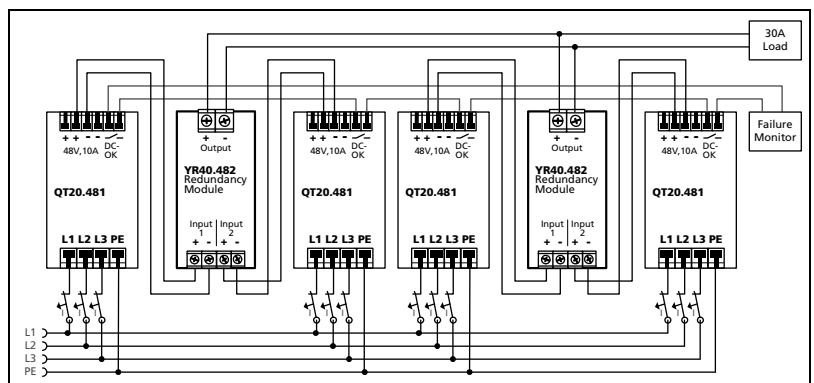 30A
Load
Failure
Monitor
+ + - - DC-
OK
48V,10A
QT20.481
L1 L2 L3 PE
+ -
Output
YR40.482
Redundancy
Module
Input Input
1 2
+ - + -
+ + - - DC-
OK
48V,10A
QT20.481
L1 L2 L3 PE
+ + - - DC-
OK
48V,10A
QT20.481
L1 L2 L3 PE
+ -
Output
YR40.482
Redundancy
Module
Input Input
1 2
+ - + -
+ + - - DC-
OK
48V,10A
QT20.481
L1 L2 L3 PE
L1
L2
L3
PE